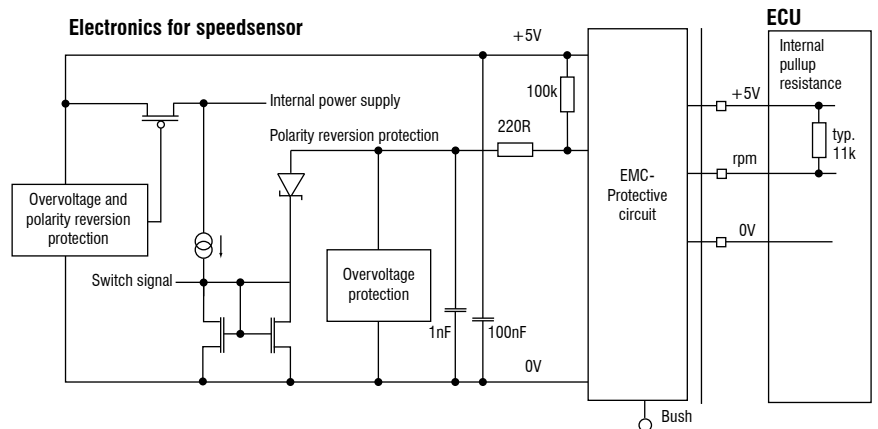 Electronics for speedsensor
ECU
+5V
Internal
pullup
resistance
100k
Internal power supply
+5V
220R
typ.
11k
Polarity reversion protection
rpm
EMC-
Protective
circuit
Overvoltage and
polarity reversion
protection
0V
Switch signal
Overvoltage
protection
1nF
100nF
0V
Bush